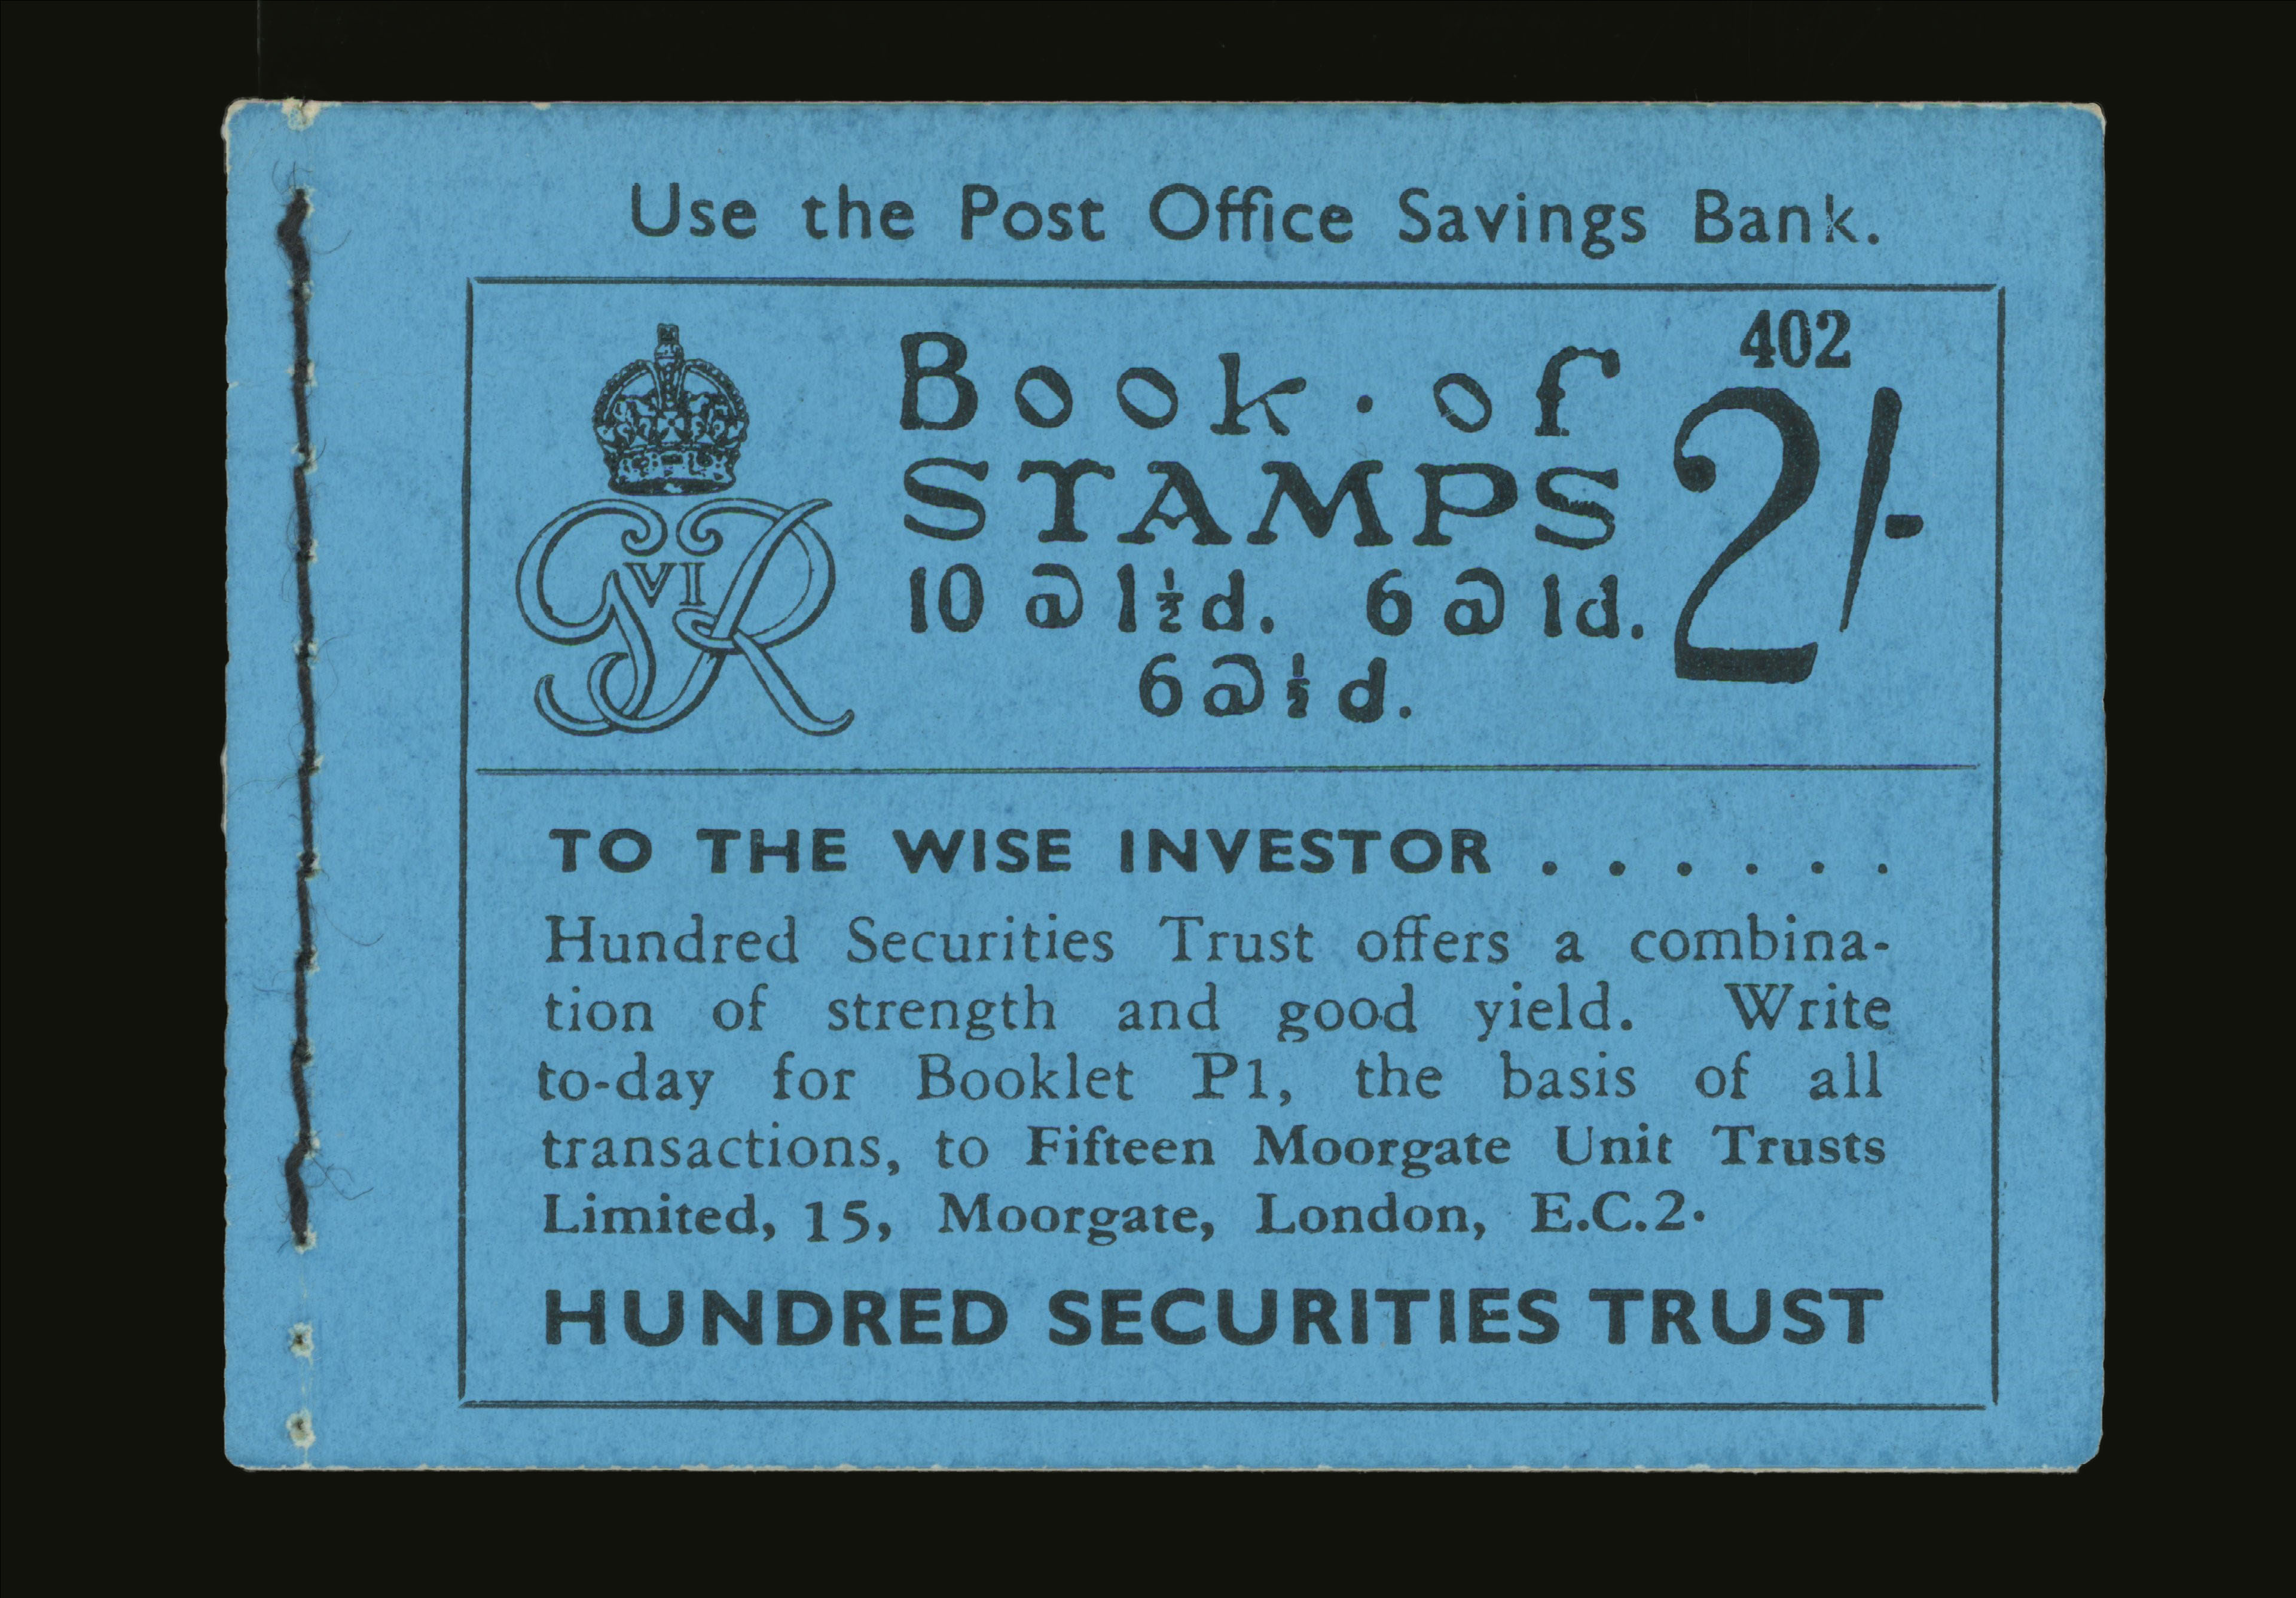 Use the Post Office Savings Bank.
402
Book·of
STAMPS 2/-
10 @ 1½d. 6 @ 1d.
6 @ ½d.
G VI R
TO THE WISE INVESTOR . . . . . .
Hundred Securities Trust offers a combina-
tion of strength and good yield. Write
to-day for Booklet P1, the basis of all
transactions, to Fifteen Moorgate Unit Trusts
Limited, 15, Moorgate, London, E.C.2.
HUNDRED SECURITIES TRUST